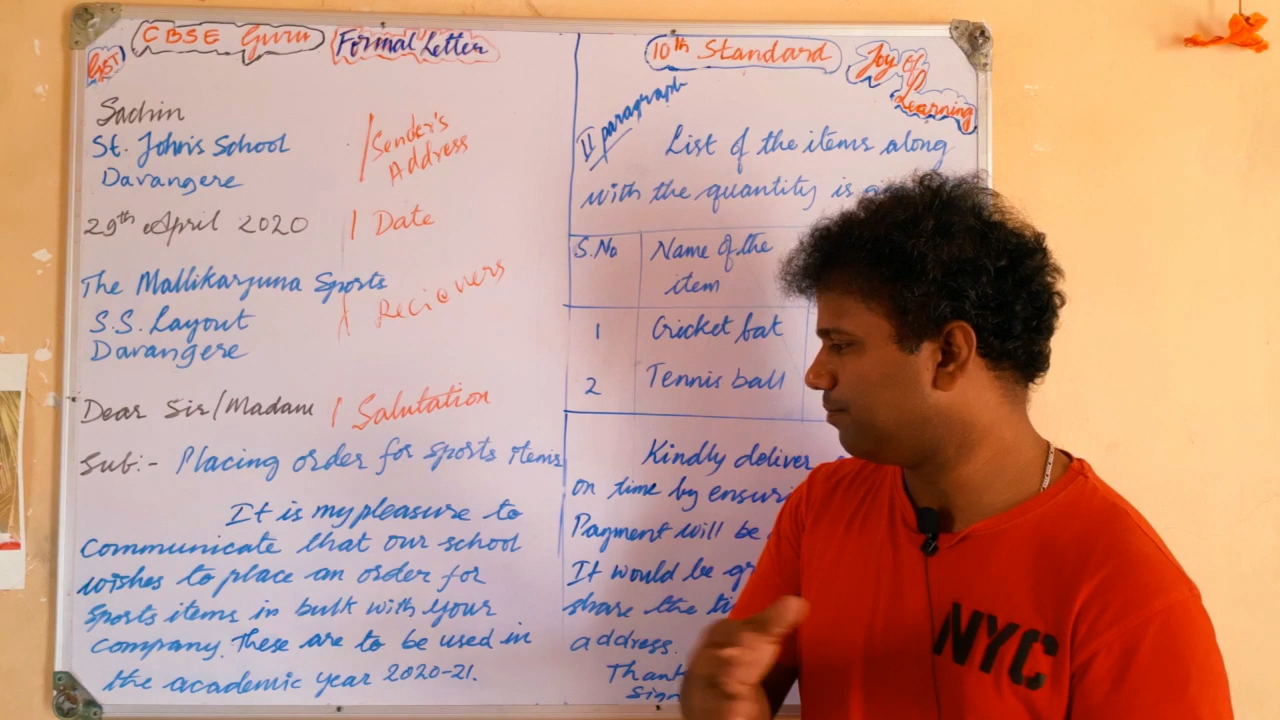 CBSE Guru
Formal Letter
Sachin
St. John's School
Davangere
Sender's
Address
29th April 2020
Date
The Mallikarjuna Sports
S.S. Layout
Davangere
Recievers
Dear Sir/Madam
Salutation
Sub:- Placing order for sports items
It is my pleasure to
communicate that our school
wishes to place an order for
sports items in bulk with your
company. These are to be used in
the academic year 2020-21.
10th Standard
Joy of
Learning
II paragraph
List of the items along
with the quantity is
S.No
Name of the
item
1 Cricket bat
2 Tennis ball
Kindly deliver
on time by
Payment will be
It would be
share the
address.
NYC